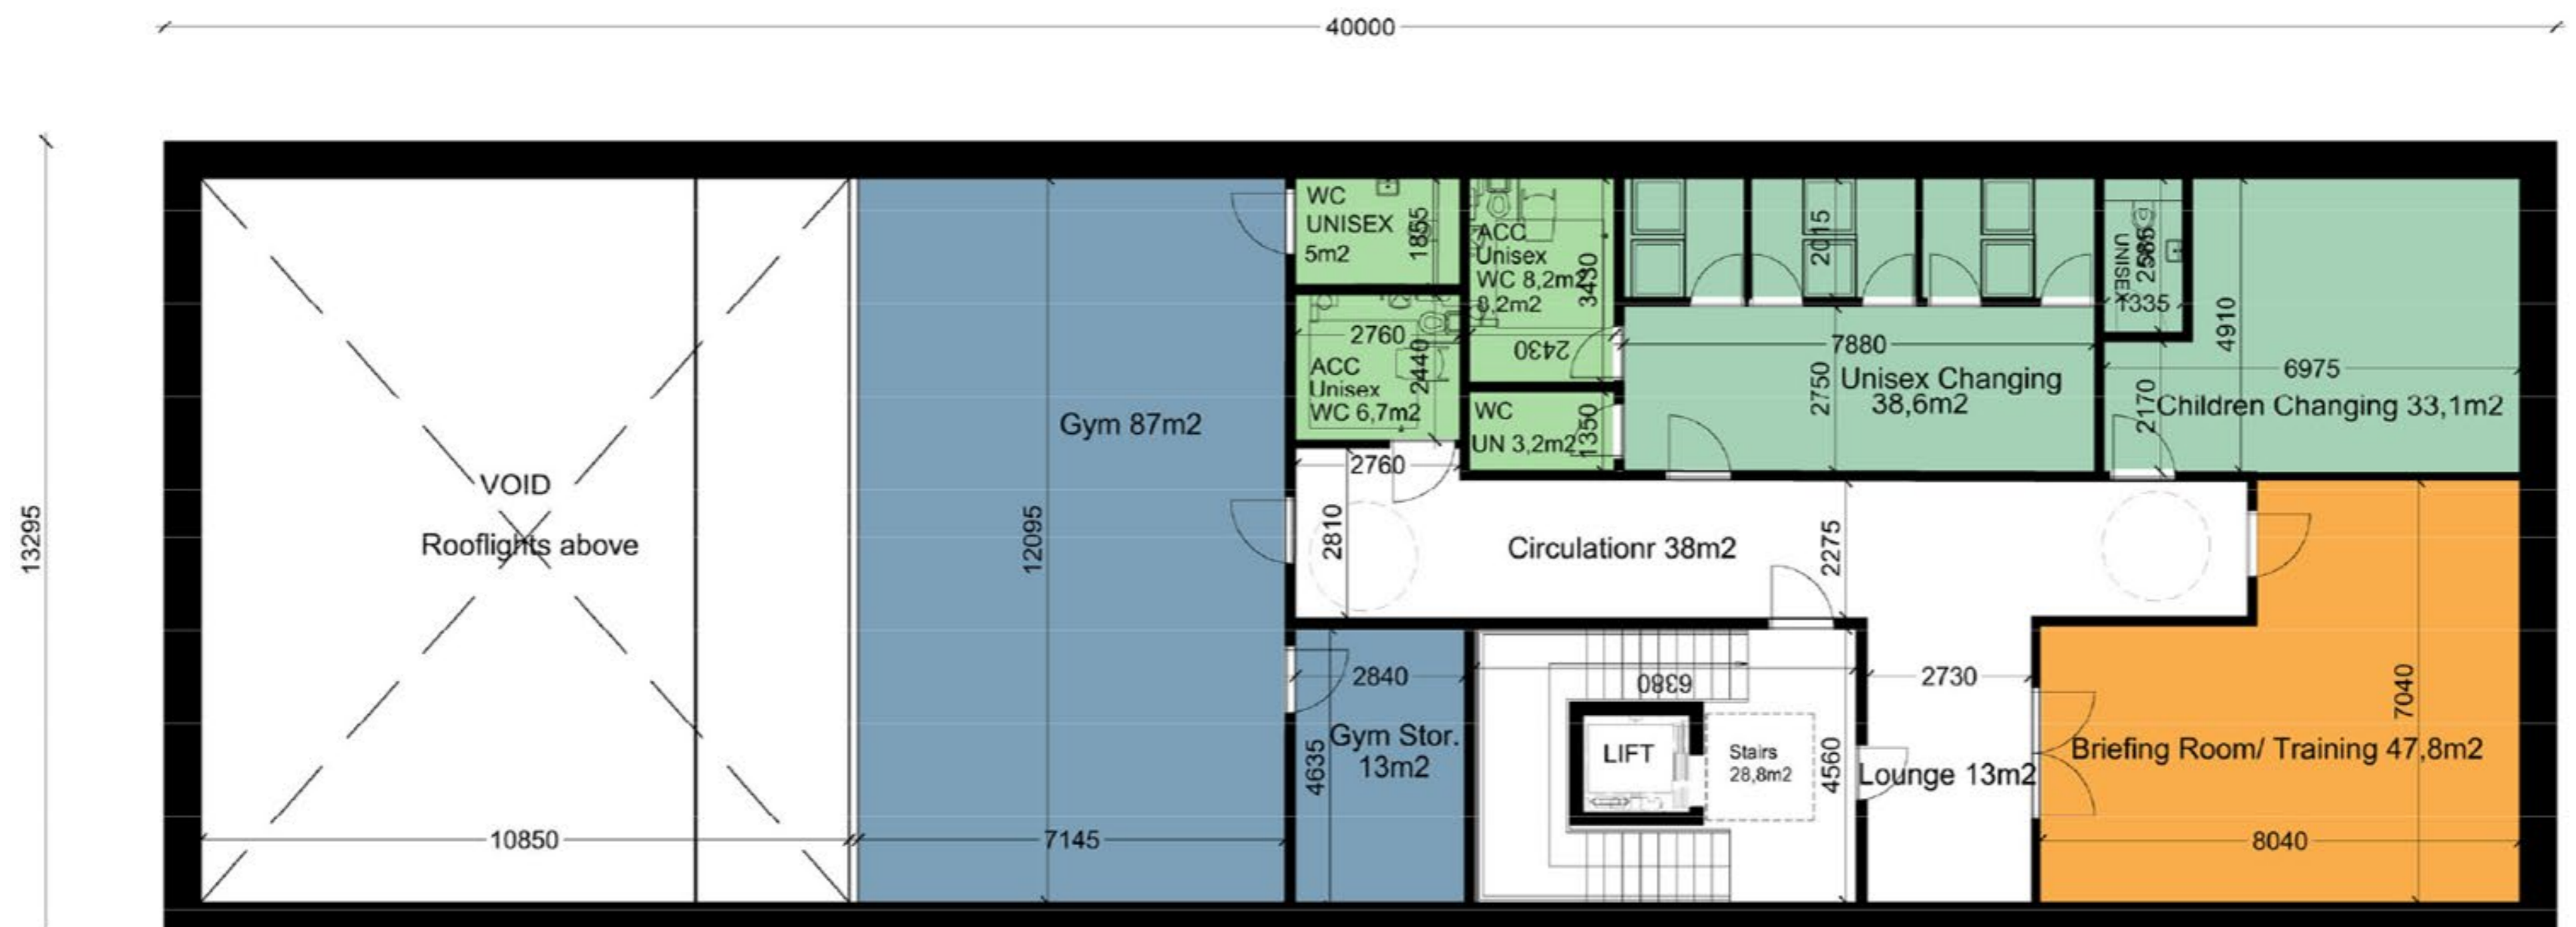 40000
13295
VOID
Rooflights above
10850
Gym 87m2
12095
7145
WC
UNISEX
5m2
1855
2760
2440
ACC
Unisex
WC 6,7m2
ACC
Unisex
WC 8,2m2
8,2m2
3430
2430
WC
UN 3,2m2
1350
2015
7880
2750
Unisex Changing
38,6m2
UNISEX
2585
1335
4910
6975
2170
Children Changing 33,1m2
2760
2810
Circulationr 38m2
2275
2840
Gym Stor.
13m2
4635
6380
LIFT
Stairs
28,8m2
4560
2730
Lounge 13m2
7040
Briefing Room/ Training 47,8m2
8040